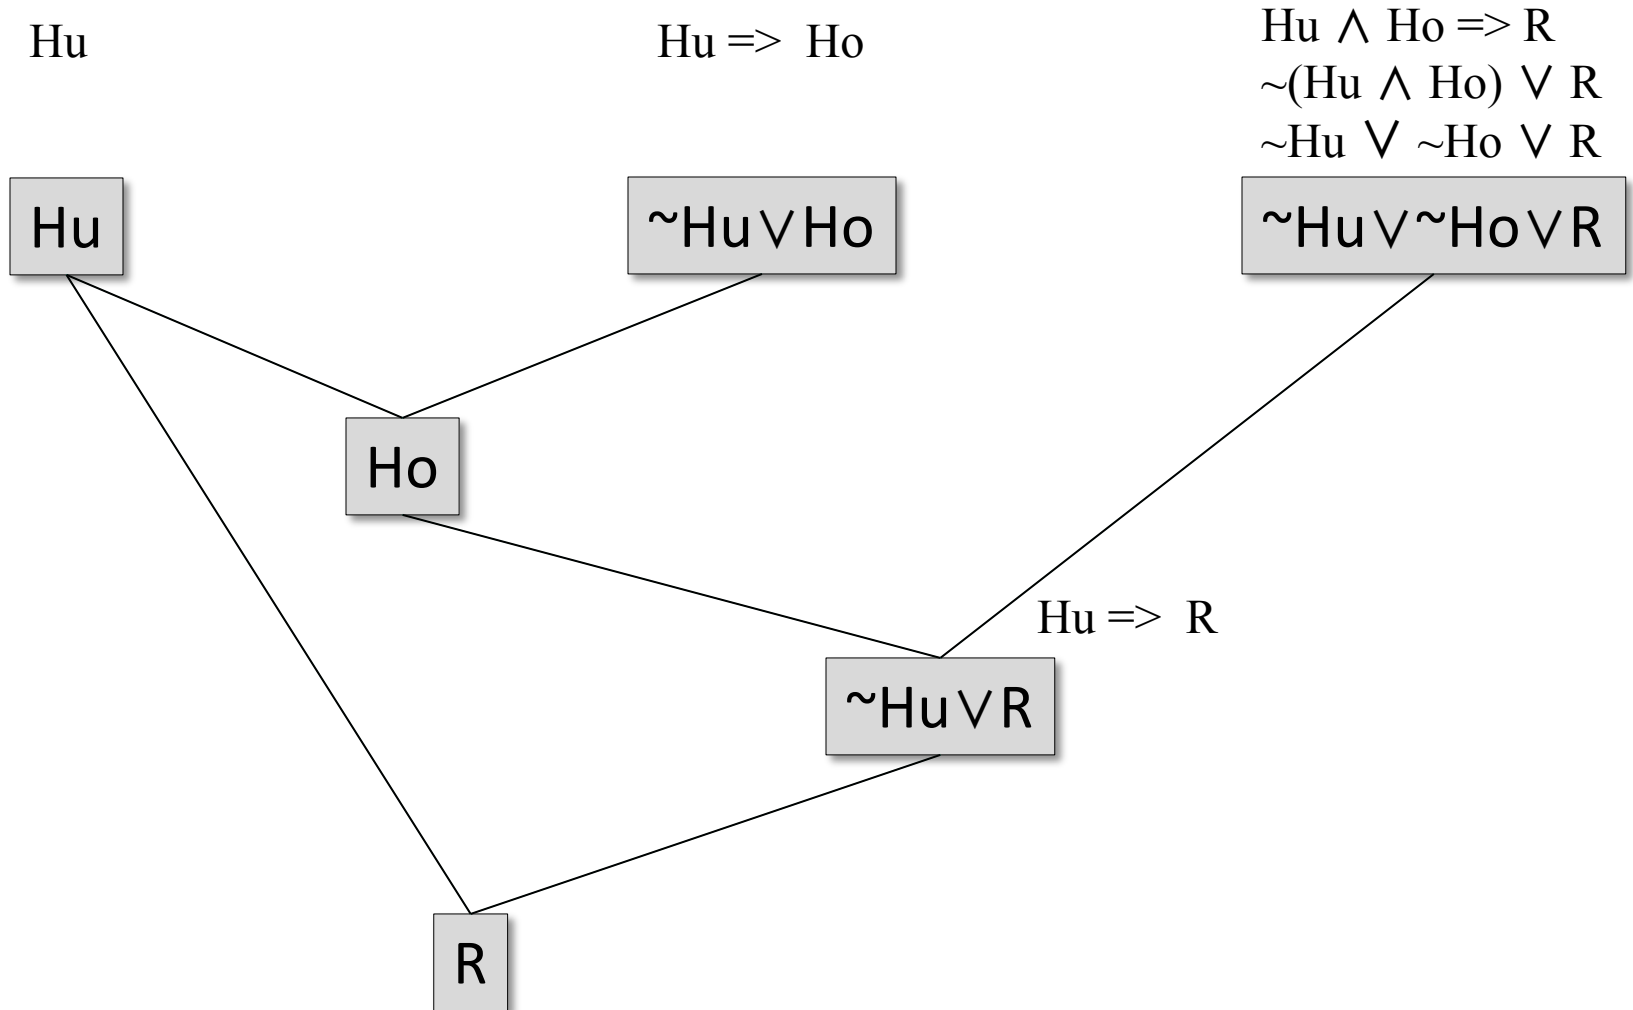 Hu
Hu => Ho
Hu ∧ Ho => R
~(Hu ∧ Ho) ∨ R
~Hu ∨ ~Ho ∨ R
Hu
~Hu∨Ho
~Hu∨~Ho∨R
Ho
Hu => R
~Hu∨R
R